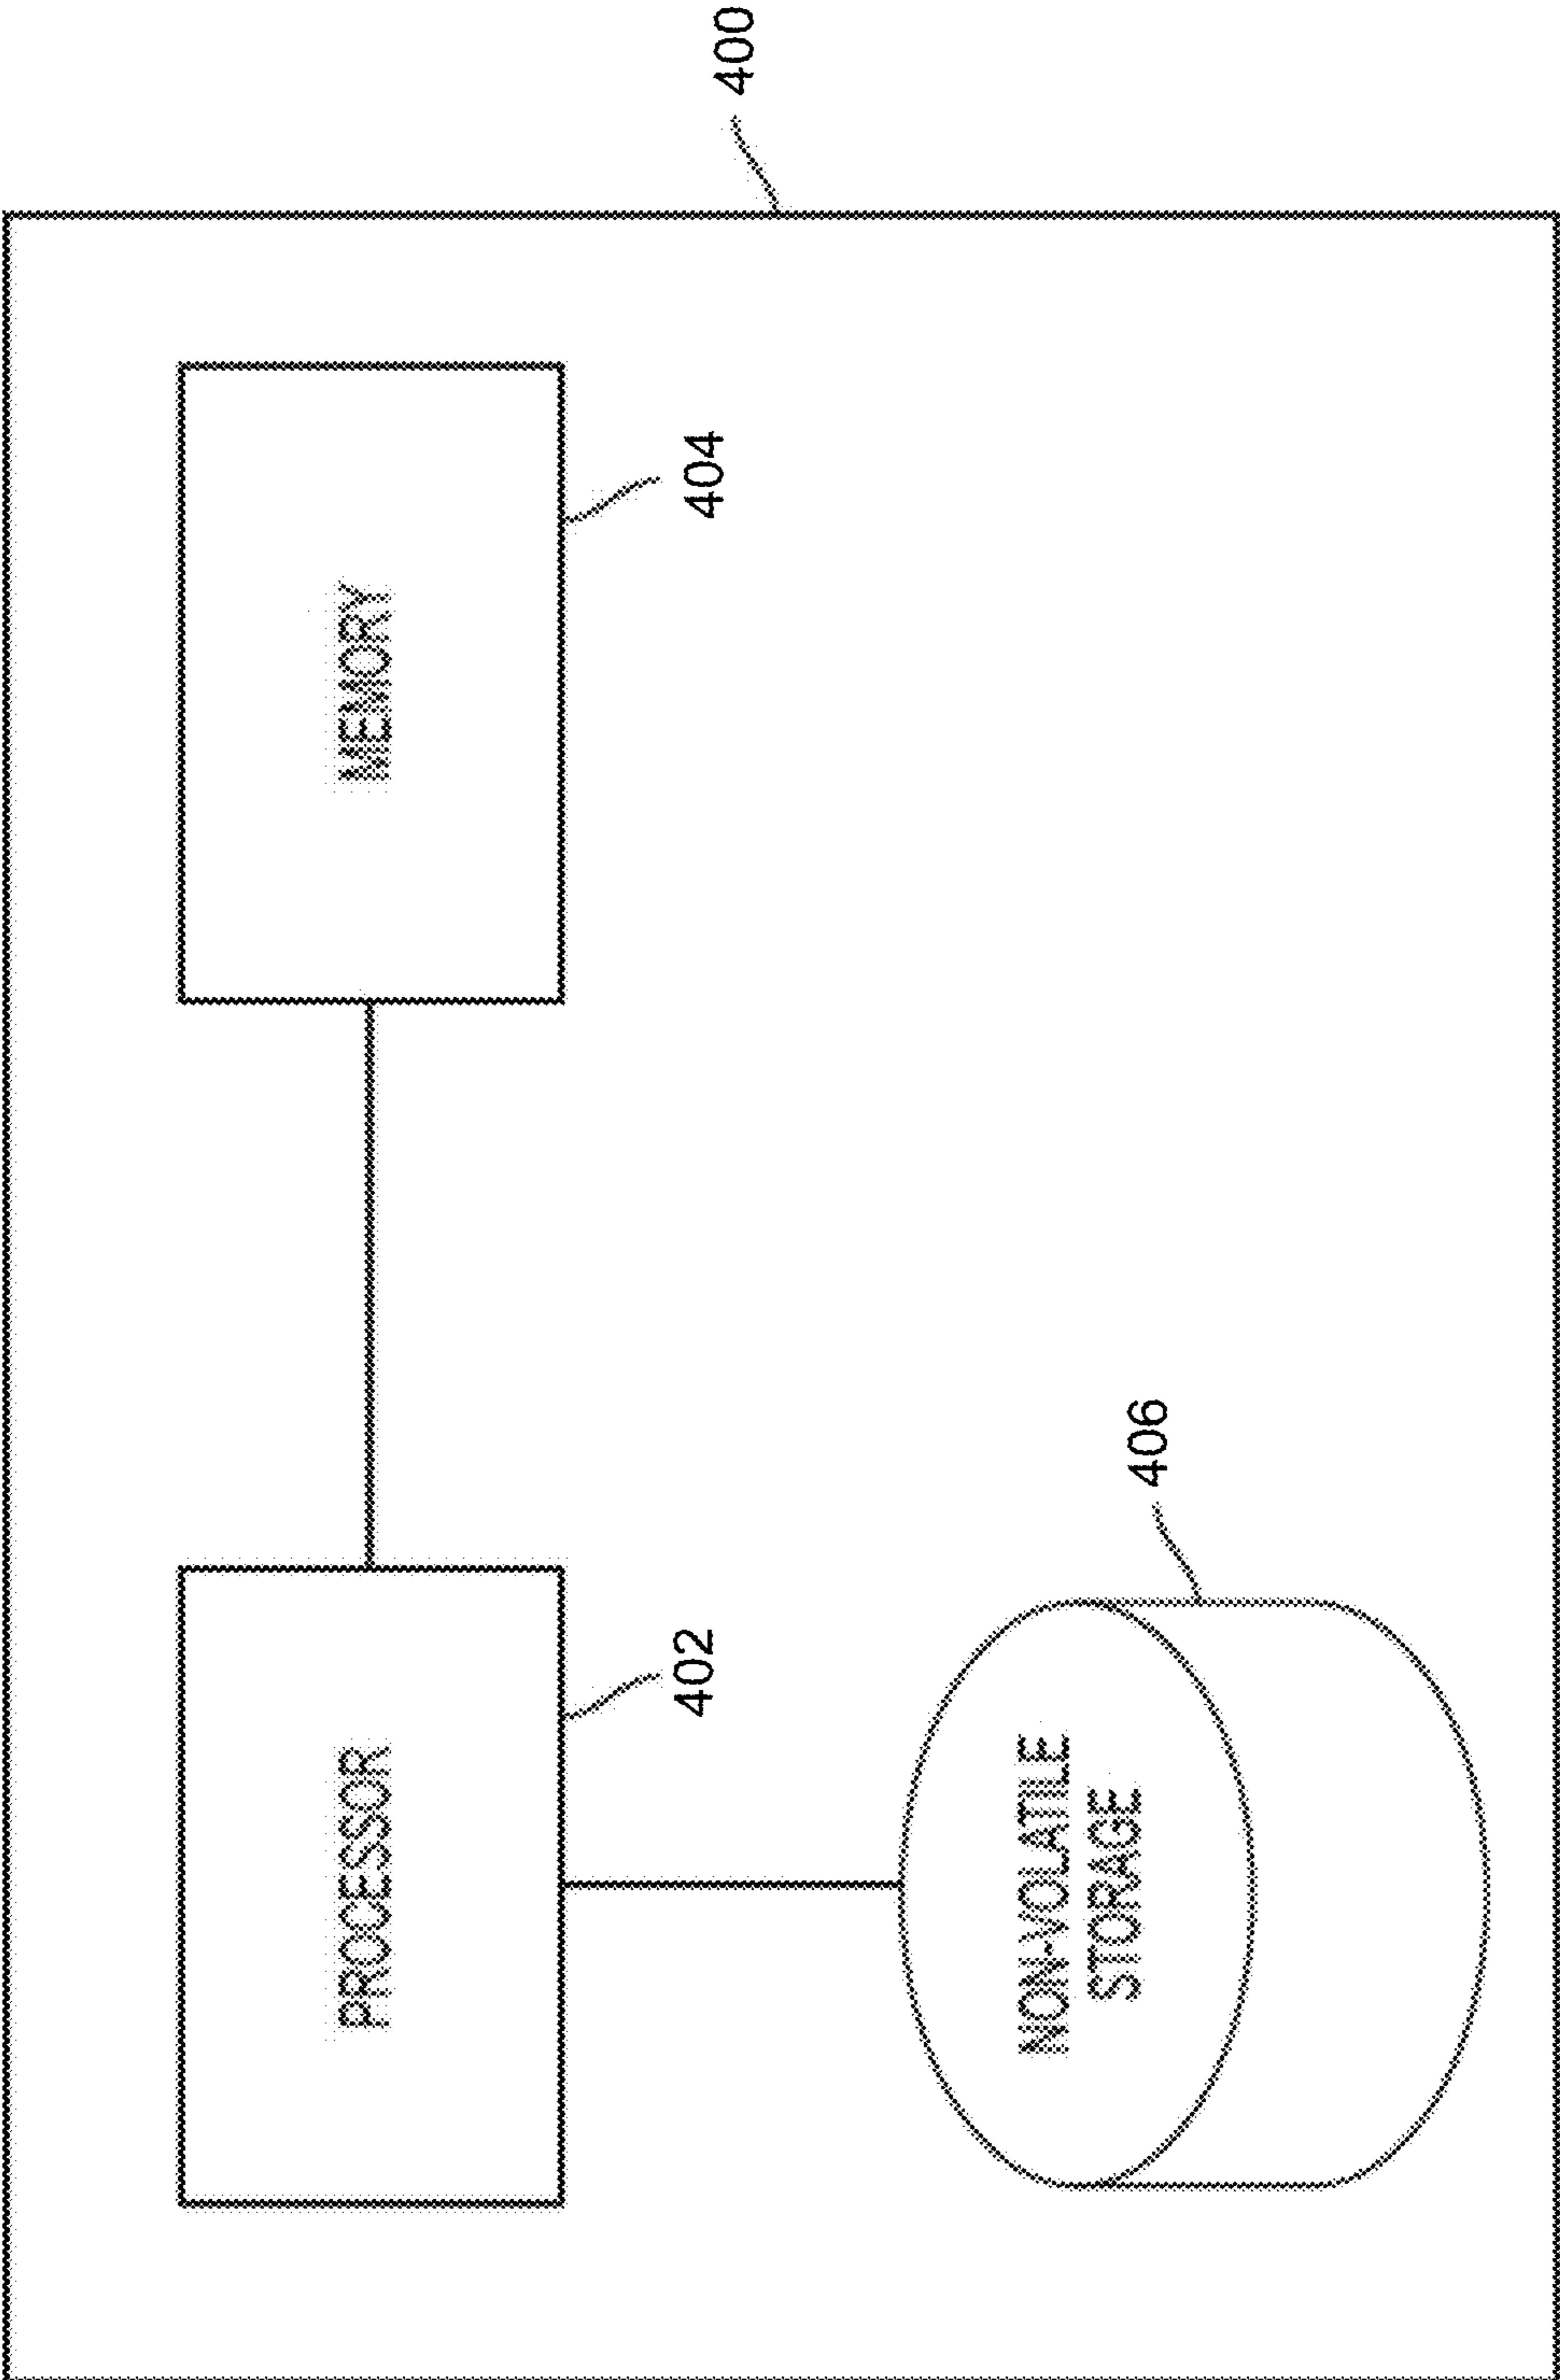 400
PROCESSOR
MEMORY
402
404
NON-VOLATILE
STORAGE
406